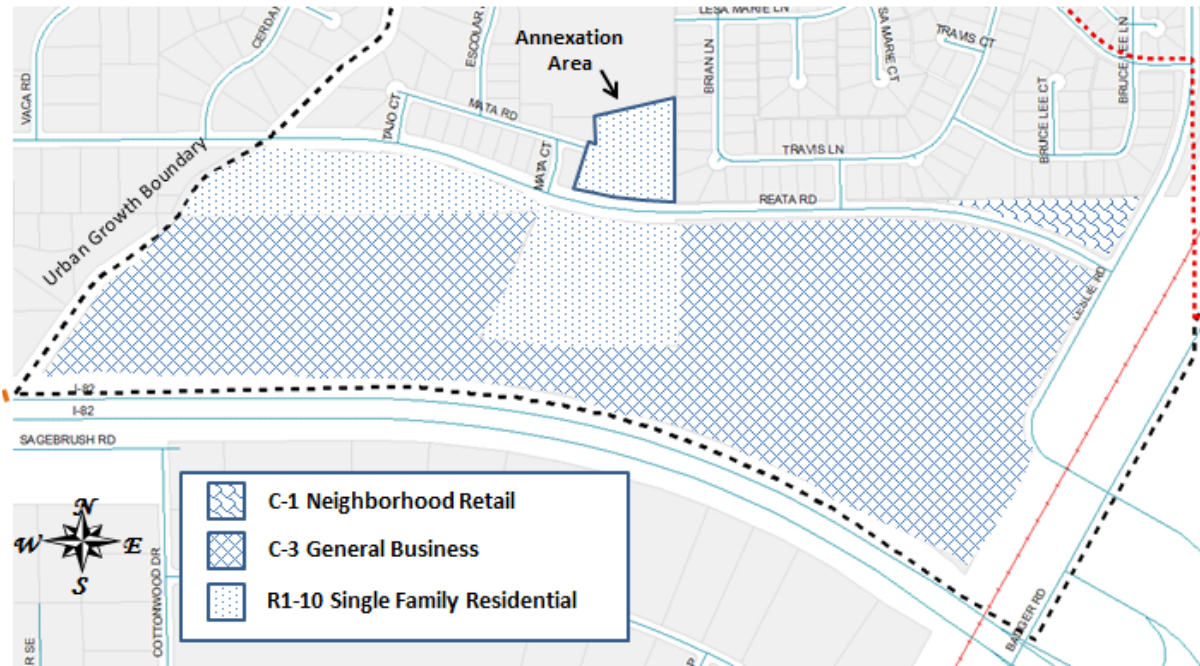 LESA MARIE LN
CERDA
ESCOLAR
Annexation
Area
BRIAN LN
SA MARIE CT
TRAVIS CT
BRUCE LEE LN
VACA RD
TAJO CT
MATA RD
BRUCE LEE CT
MATA CT
TRAVIS LN
REATA RD
Urban Growth Boundary
LESLIE RD
I-82
I-82
SAGEBRUSH RD
C-1 Neighborhood Retail
C-3 General Business
R1-10 Single Family Residential
N
W E
S
COTTONWOOD DR
BADGER RD
R SE